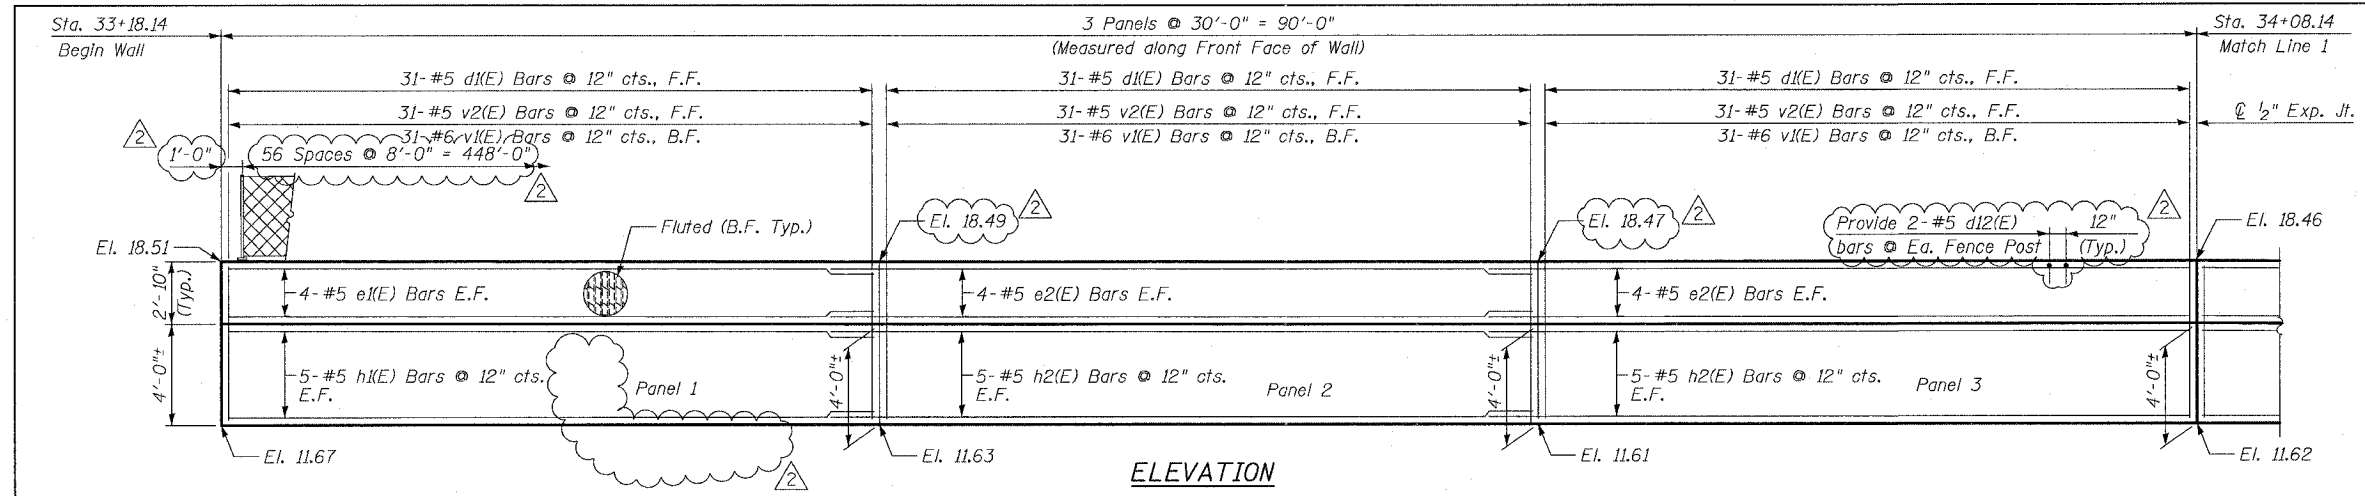 Sta. 33+18.14
Begin Wall
3 Panels @ 30'-0" = 90'-0"
(Measured along Front Face of Wall)
Sta. 34+08.14
Match Line 1
31-#5 d1(E) Bars @ 12" cts., F.F.
31-#5 d1(E) Bars @ 12" cts., F.F.
31-#5 d1(E) Bars @ 12" cts., F.F.
31-#5 v2(E) Bars @ 12" cts., F.F.
31-#5 v2(E) Bars @ 12" cts., F.F.
31-#5 v2(E) Bars @ 12" cts., F.F.
℄ ½" Exp. Jt.
31-#6 v1(E) Bars @ 12" cts., B.F.
31-#6 v1(E) Bars @ 12" cts., B.F.
31-#6 v1(E) Bars @ 12" cts., B.F.
2
1'-0"
56 Spaces @ 8'-0" = 448'-0"
2
Fluted (B.F. Typ.)
El. 18.49
2
El. 18.47
2
Provide 2-#5 d12(E)
bars @ Ea. Fence Post
12"
(Typ.)
2
El. 18.46
El. 18.51
2'-10"
(Typ.)
4-#5 e1(E) Bars E.F.
4-#5 e2(E) Bars E.F.
4-#5 e2(E) Bars E.F.
4'-0"±
5-#5 h1(E) Bars @ 12" cts.
E.F.
Panel 1
4'-0"±
5-#5 h2(E) Bars @ 12" cts.
E.F.
Panel 2
4'-0"±
5-#5 h2(E) Bars @ 12" cts.
E.F.
Panel 3
4'-0"±
El. 11.67
2
El. 11.63
El. 11.61
El. 11.62
ELEVATION